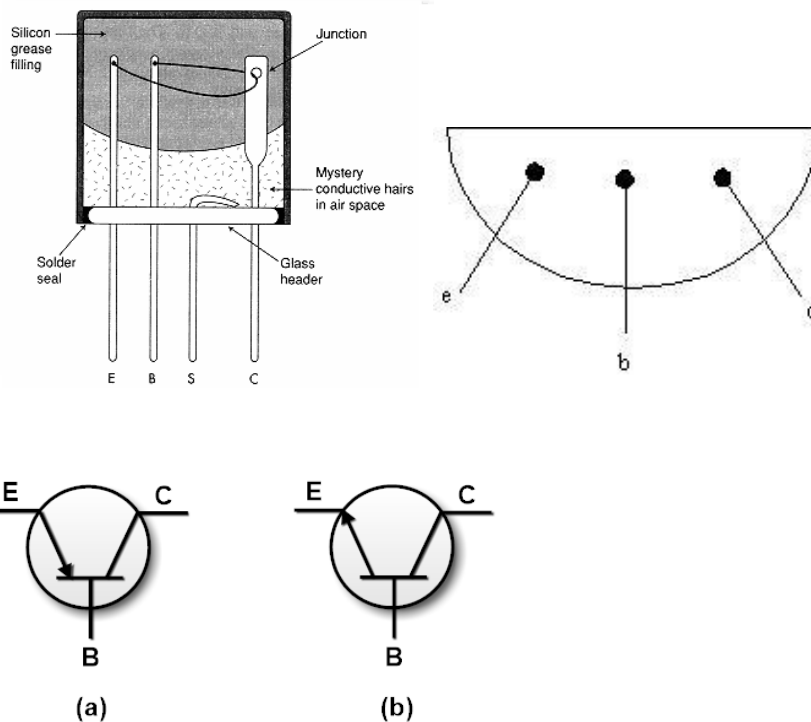 Silicon
grease
filling
Junction
Mystery
conductive hairs
in air space
Solder
seal
Glass
header
E
B
S
C
e
b
E
C
B
(a)
E
C
B
(b)